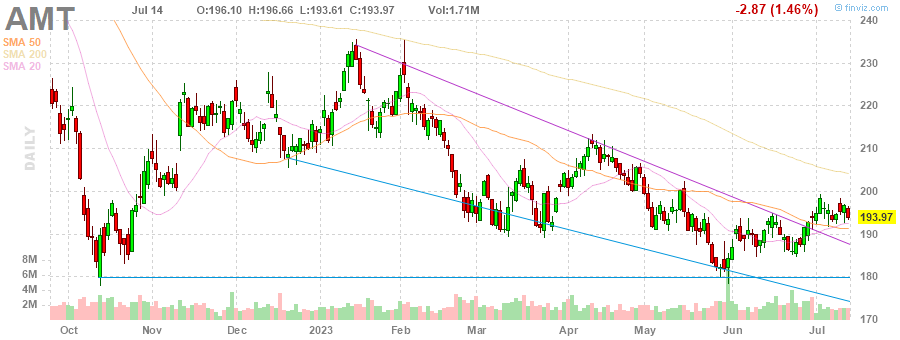 AMT
Jul 14 O:196.10 H:196.66 L:193.61 C:193.97 Vol:1.71M -2.87 (1.46%) © finviz.com
SMA 50
SMA 200
SMA 20
DAILY
240
230
220
210
200
193.97
190
180
170
8M
6M
4M
2M
Oct Nov Dec 2023 Feb Mar Apr May Jun Jul